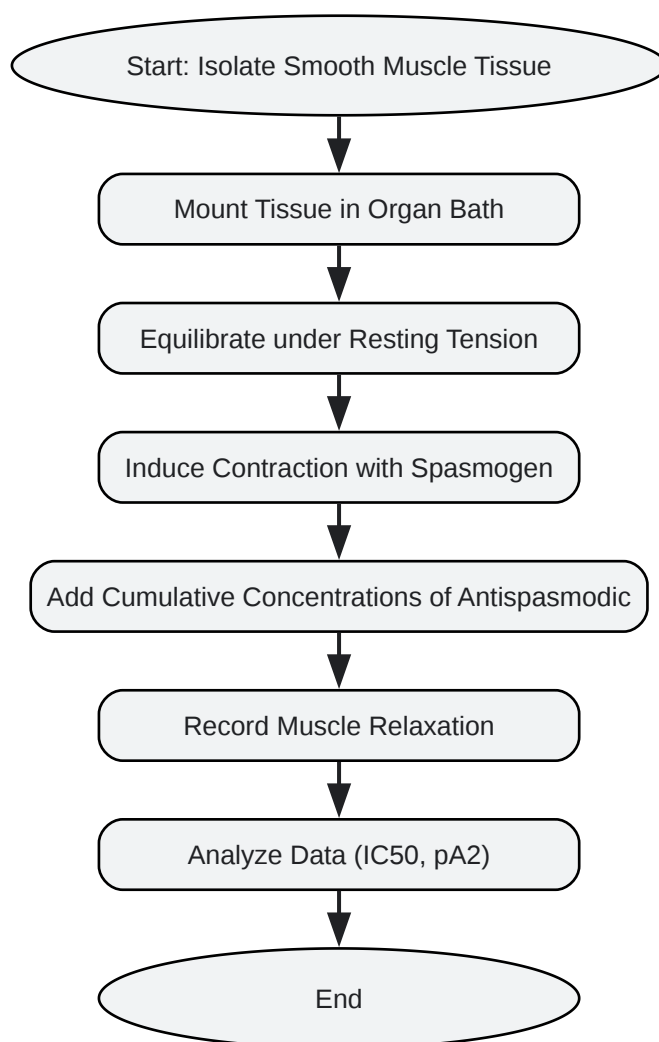 Start: Isolate Smooth Muscle Tissue
Mount Tissue in Organ Bath
Equilibrate under Resting Tension
Induce Contraction with Spasmogen
Add Cumulative Concentrations of Antispasmodic
Record Muscle Relaxation
Analyze Data (IC50, pA2)
End